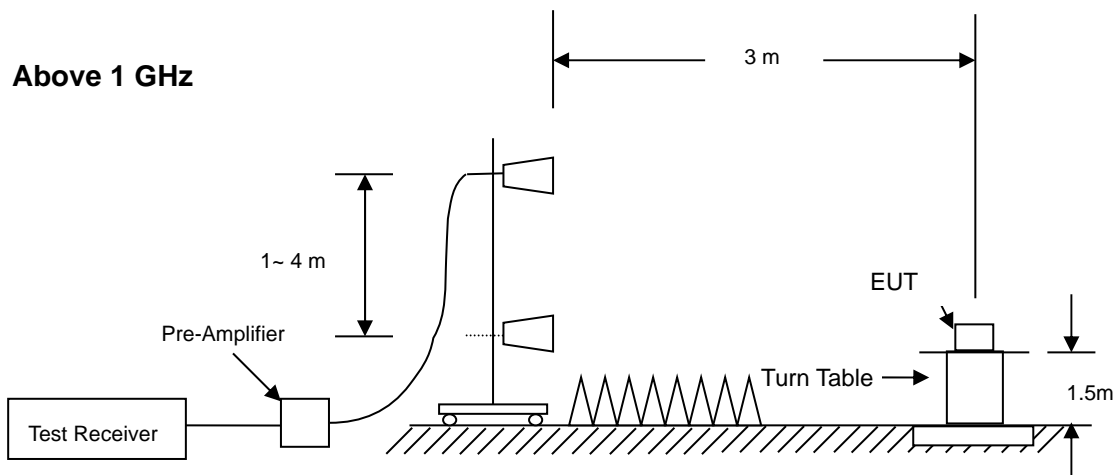 3 m
Above 1 GHz
1~ 4 m
EUT
Pre-Amplifier
Turn Table
1.5m
Test Receiver